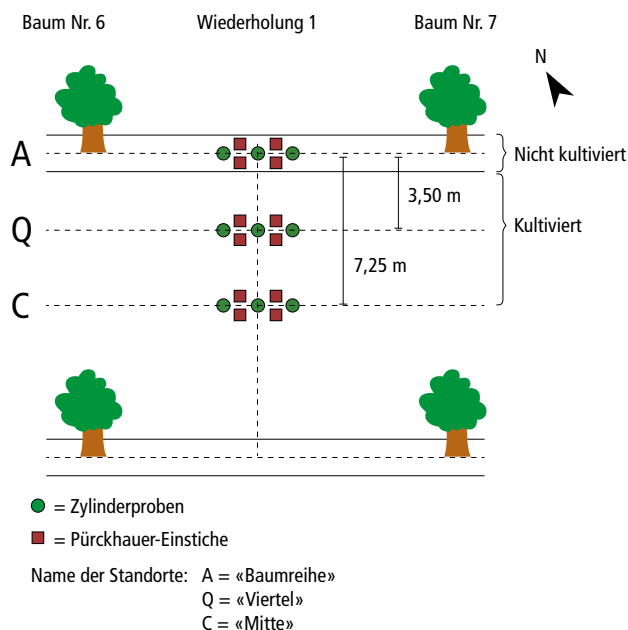 Baum Nr. 6 Wiederholung 1 Baum Nr. 7
N
A
Nicht kultiviert
3,50 m
Q
Kultiviert
7,25 m
C
= Zylinderproben
= Pürckhauer-Einstiche
Name der Standorte: A = «Baumreihe»
Q = «Viertel»
C = «Mitte»